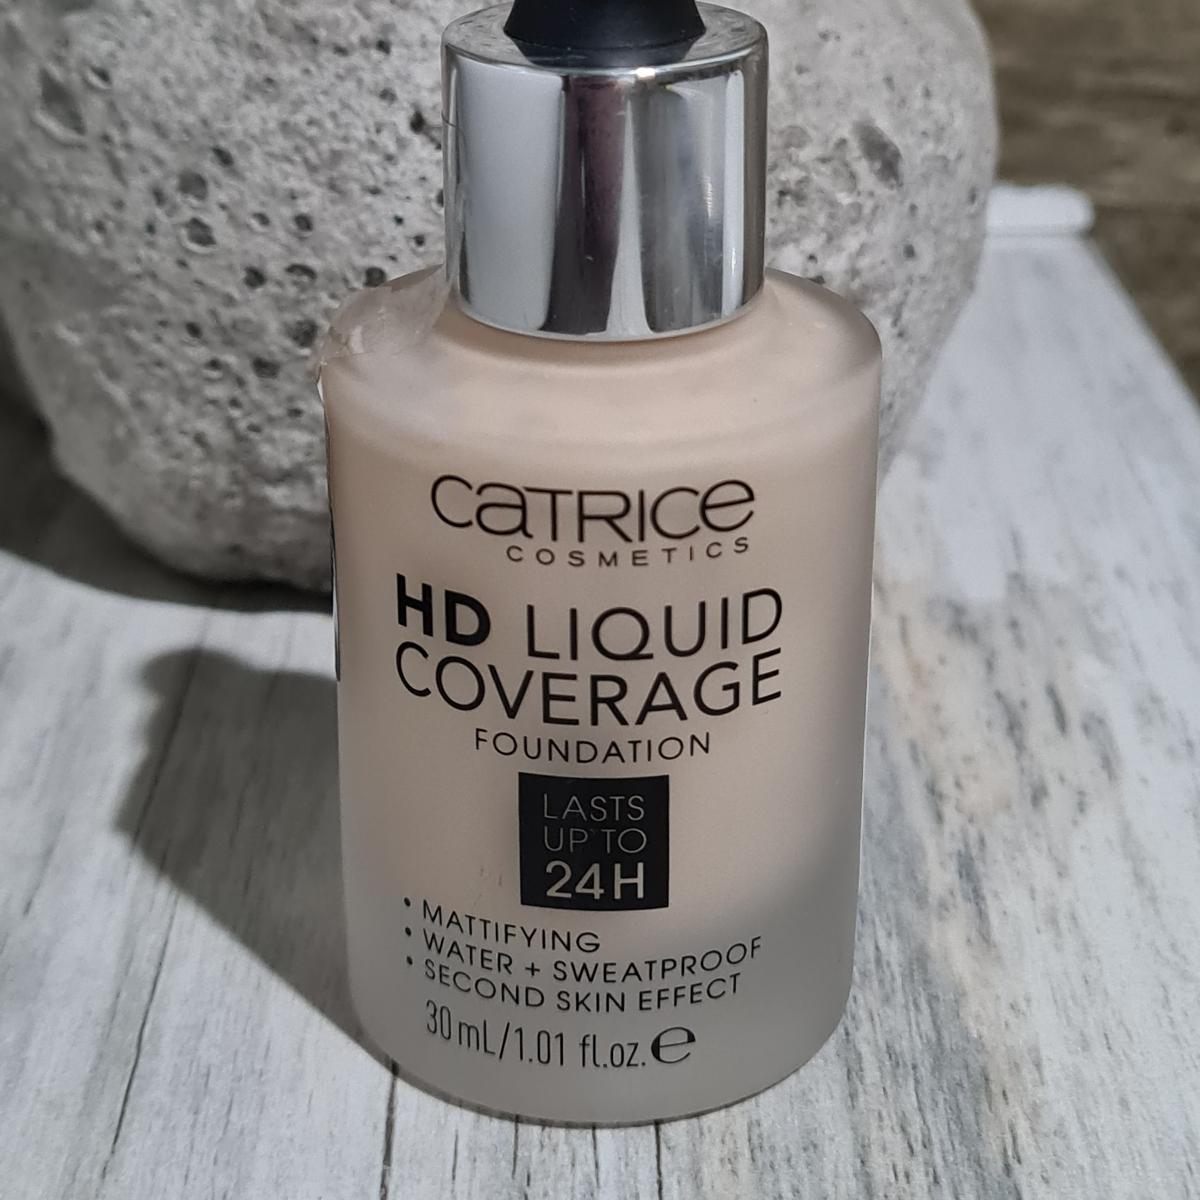 CATRICE
COSMETICS
HD LIQUID
COVERAGE
FOUNDATION
LASTS
UP TO
24H
• MATTIFYING
• WATER + SWEATPROOF
• SECOND SKIN EFFECT
30 mL/1.01 fl.oz. ℮